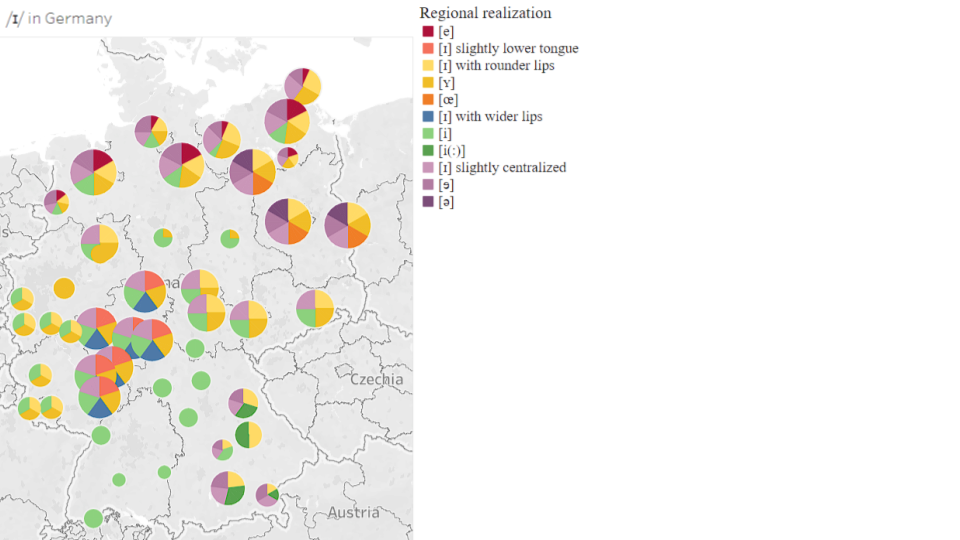 /ɪ/ in Germany
Regional realization
[e]
[ɪ] slightly lower tongue
[ɪ] with rounder lips
[ʏ]
[œ]
[ɪ] with wider lips
[i]
[i(:)]
[ɪ] slightly centralized
[ɘ]
[ə]
Czechia
Austria